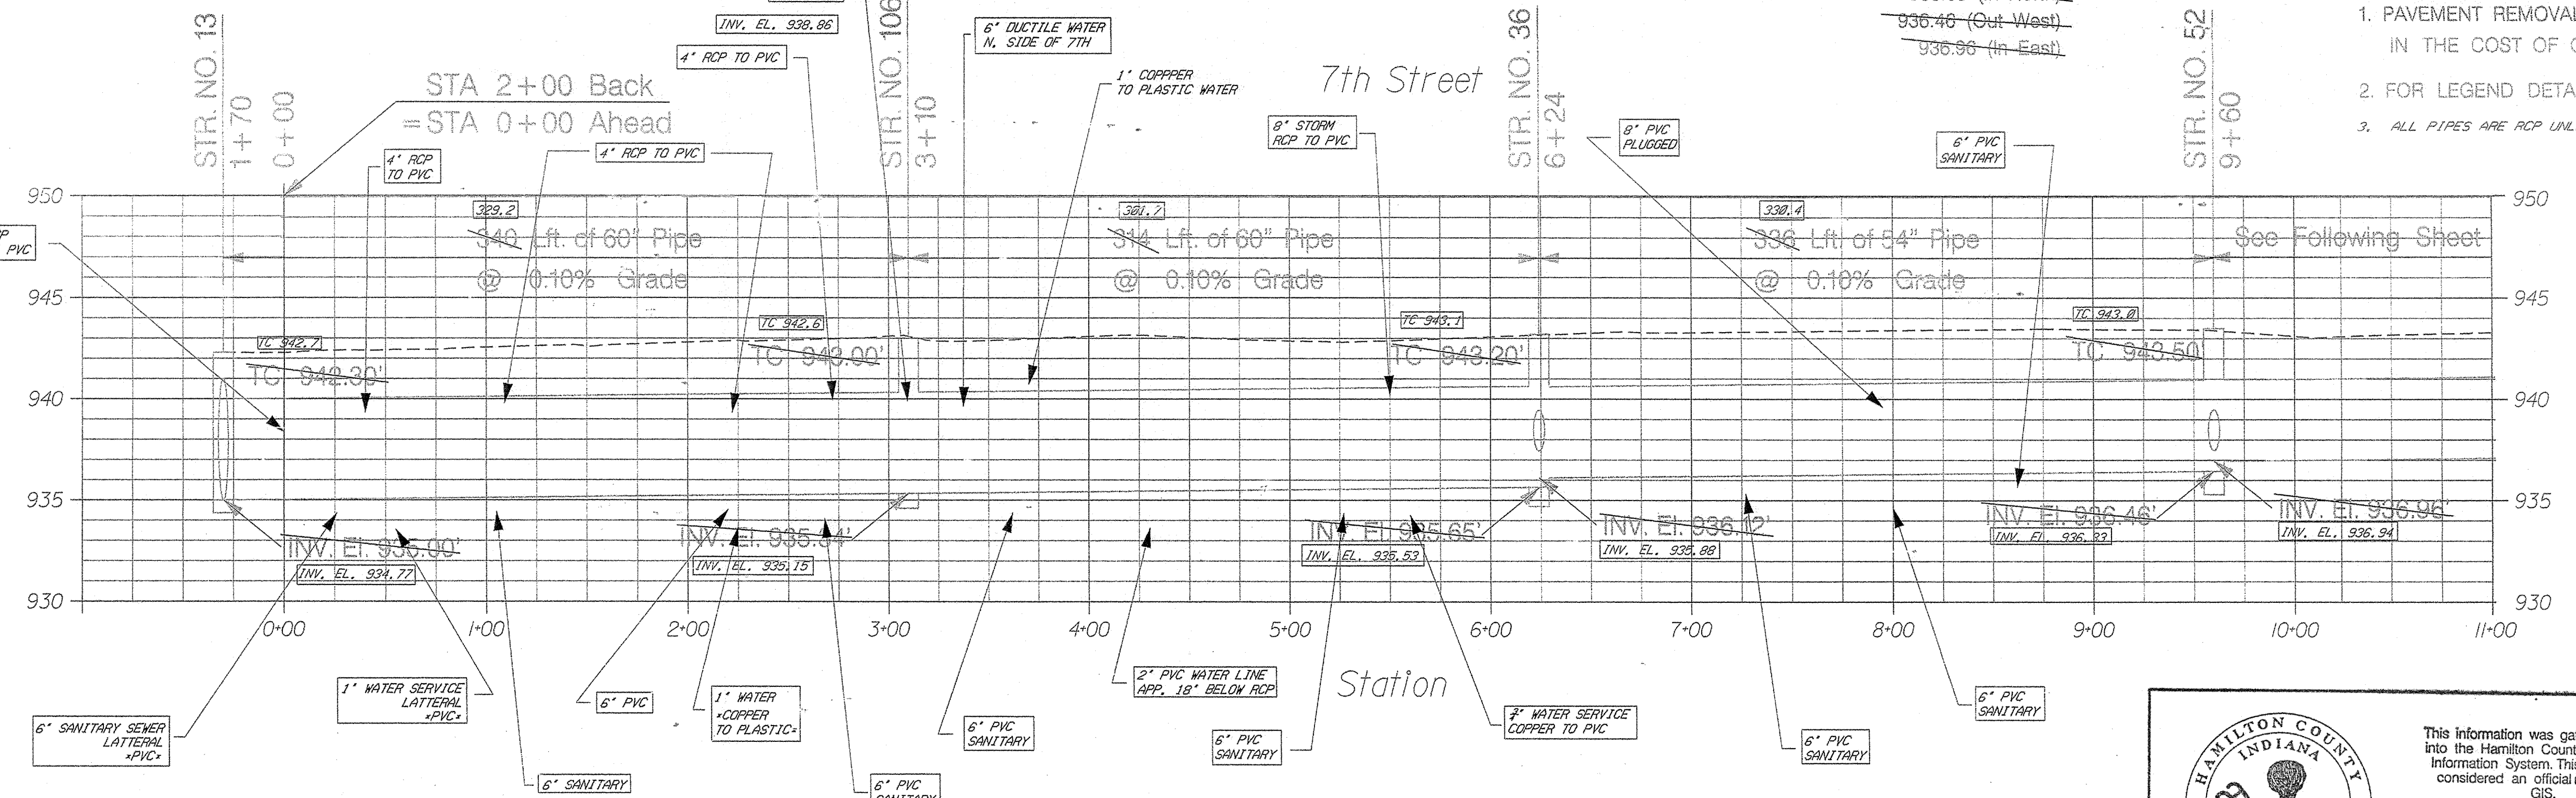 INV. EL. 938.86
936.46 (Out West)
936.96 (In East)
1. PAVEMENT REMOVAL
IN THE COST OF
2. FOR LEGEND DETA
3. ALL PIPES ARE RCP UNL
STR. NO. 13
1+70
0+00
STA 2+00 Back
=STA 0+00 Ahead
4" RCP TO PVC
STR. NO. 106
3+10
6" DUCTILE WATER
N. SIDE OF 7TH
1" COPPPER
TO PLASTIC WATER
7th Street
8" STORM
RCP TO PVC
STR. NO. 36
6+24
8" PVC
PLUGGED
6" PVC
SANITARY
STR. NO. 52
9+60
4" RCP
TO PVC
4" RCP TO PVC
PVC
950
950
329.2
340 Lft. of 60" Pipe
@ 0.10% Grade
301.7
314 Lft. of 60" Pipe
@ 0.10% Grade
330.4
336 Lft. of 54" Pipe
@ 0.10% Grade
See Following Sheet
945
945
TC 942.7
TC 942.30'
TC 942.6
TC 943.00'
TC 943.1
TC 943.20'
TC 943.0
TC 943.50'
940
940
935
935
INV. El. 935.00'
INV. EL. 934.77
INV. El. 935.34'
INV. EL. 935.15
INV. El. 935.65'
INV. EL. 935.53
INV. El. 936.12'
INV. EL. 935.88
INV. El. 936.46'
INV. EL. 936.33
INV. El. 936.96'
INV. EL. 936.94
930
930
0+00
1+00
2+00
3+00
4+00
5+00
6+00
7+00
8+00
9+00
10+00
11+00
Station
6" SANITARY SEWER
LATTERAL
*PVC*
1" WATER SERVICE
LATTERAL
*PVC*
6" SANITARY
6" PVC
1" WATER
*COPPER
TO PLASTIC*
6" PVC
SANITARY
6" PVC
SANITARY
2" PVC WATER LINE
APP. 18" BELOW RCP
6" PVC
SANITARY
WATER SERVICE
COPPER TO PVC
6" PVC
SANITARY
6" PVC
SANITARY
HAMILTON COUNTY
INDIANA
This information was ga
into the Hamilton Count
Information System. This
considered an official
GIS.